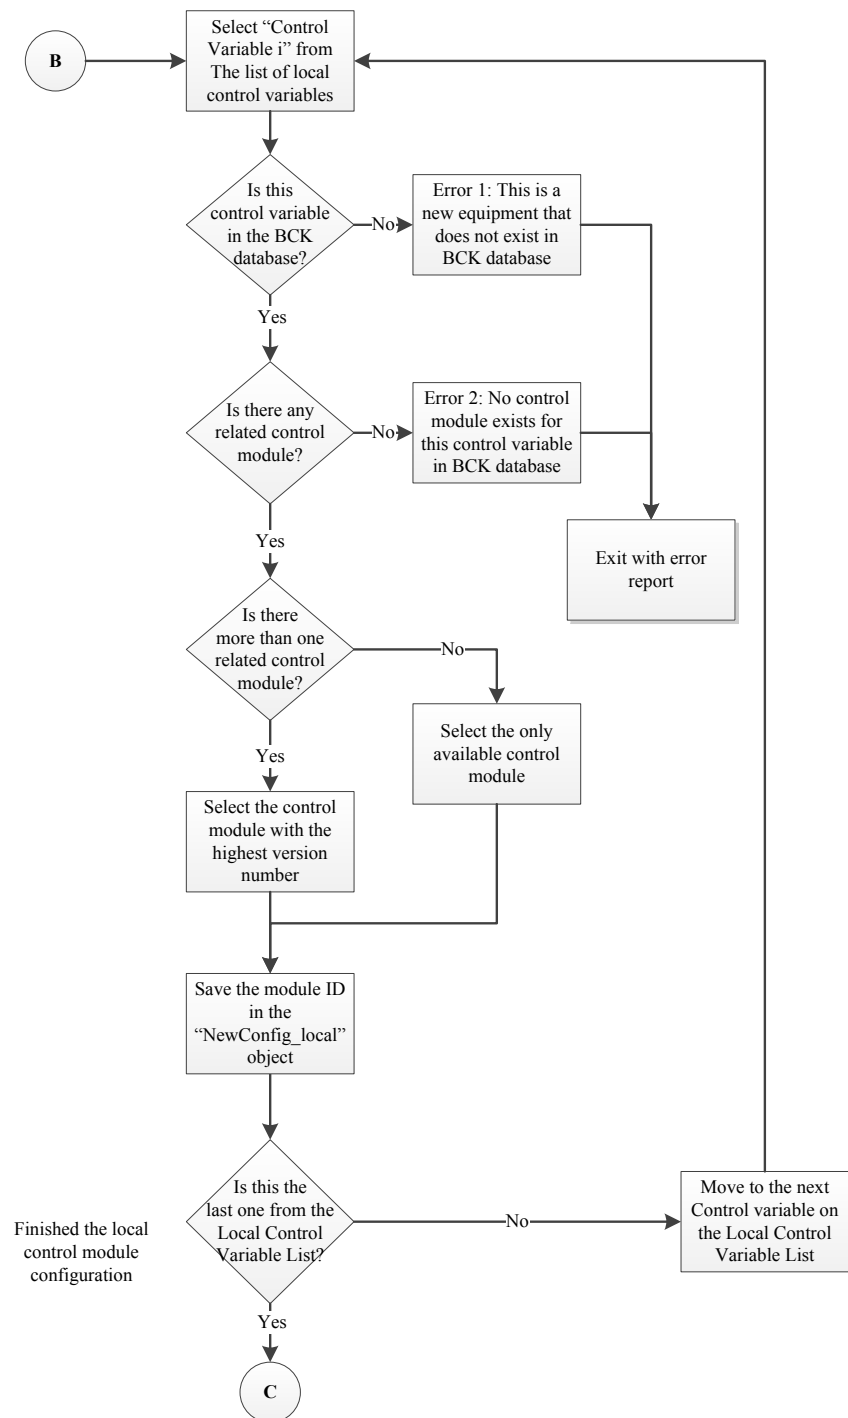 B
Select “Control
Variable i” from
The list of local
control variables
Is this
control variable
in the BCK
database?
No
Error 1: This is a
new equipment that
does not exist in
BCK database
Yes
Is there any
related control
module?
No
Error 2: No control
module exists for
this control variable
in BCK database
Yes
Exit with error
report
Is there
more than one
related control
module?
No
Select the only
available control
module
Yes
Select the control
module with the
highest version
number
Save the module ID
in the
“NewConfig_local”
object
Is this the
last one from the
Local Control
Variable List?
No
Move to the next
Control variable on
the Local Control
Variable List
Finished the local
control module
configuration
Yes
C